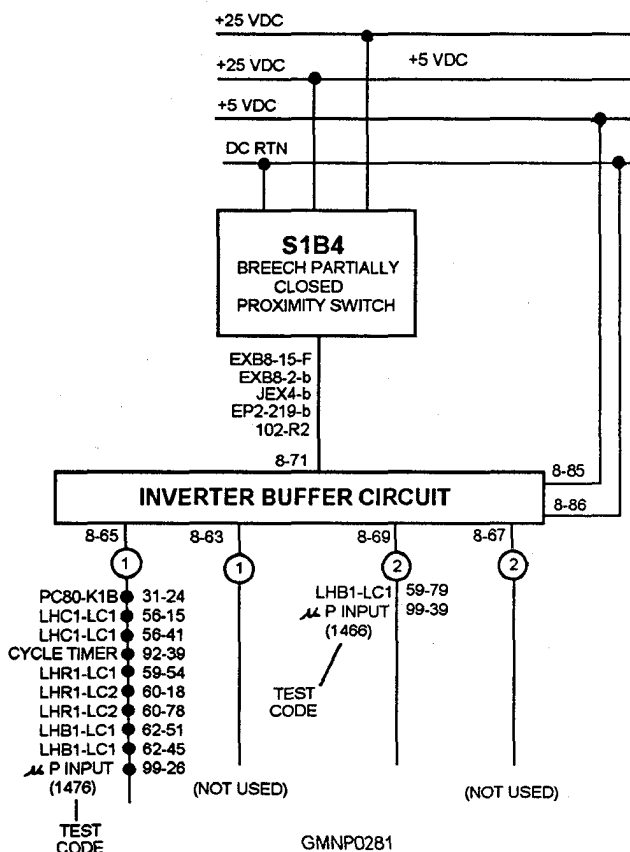 +25 VDC
+25 VDC
+5 VDC
+5 VDC
DC RTN
S1B4
BREECH PARTIALLY
CLOSED
PROXIMITY SWITCH
EXB8-15-F
EXB8-2-b
JEX4-b
EP2-219-b
102-R2
8-71
8-85
INVERTER BUFFER CIRCUIT
8-86
8-65
8-63
8-69
8-67
1
1
2
2
PC80-K1B 31-24
LHC1-LC1 56-15
LHC1-LC1 56-41
CYCLE TIMER 92-39
LHR1-LC1 59-54
LHR1-LC2 60-18
LHR1-LC2 60-78
LHB1-LC1 62-51
LHB1-LC1 62-45
µ P INPUT 99-26
(1476)
TEST
CODE
(NOT USED)
LHB1-LC1 59-79
µ P INPUT 99-39
(1466)
TEST
CODE
(NOT USED)
GMNP0281